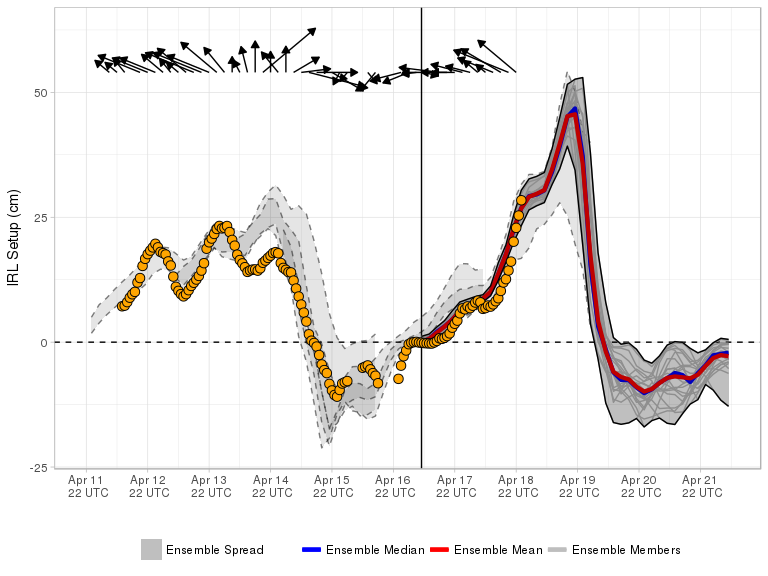 50
25
0
-25
IRL Setup (cm)
Apr 11 Apr 12 Apr 13 Apr 14 Apr 15 Apr 16 Apr 17 Apr 18 Apr 19 Apr 20 Apr 21
22 UTC 22 UTC 22 UTC 22 UTC 22 UTC 22 UTC 22 UTC 22 UTC 22 UTC 22 UTC 22 UTC
Ensemble Spread Ensemble Median Ensemble Mean Ensemble Members